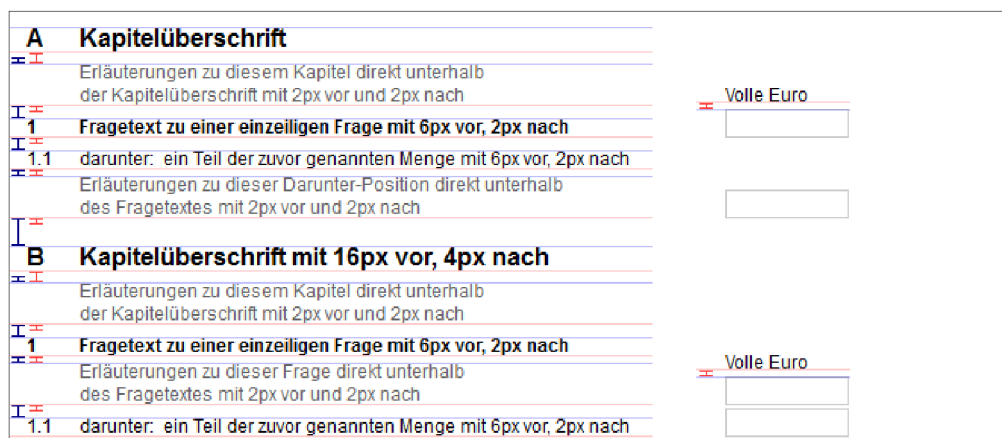 A Kapitelüberschrift
Erläuterungen zu diesem Kapitel direkt unterhalb
der Kapitelüberschrift mit 2px vor und 2px nach
Volle Euro
1 Fragetext zu einer einzeiligen Frage mit 6px vor, 2px nach
1.1 darunter: ein Teil der zuvor genannten Menge mit 6px vor, 2px nach
Erläuterungen zu dieser Darunter-Position direkt unterhalb
des Fragetextes mit 2px vor und 2px nach
B Kapitelüberschrift mit 16px vor, 4px nach
Erläuterungen zu diesem Kapitel direkt unterhalb
der Kapitelüberschrift mit 2px vor und 2px nach
1 Fragetext zu einer einzeiligen Frage mit 6px vor, 2px nach
Volle Euro
Erläuterungen zu dieser Frage direkt unterhalb
des Fragetextes mit 2px vor und 2px nach
1.1 darunter: ein Teil der zuvor genannten Menge mit 6px vor, 2px nach